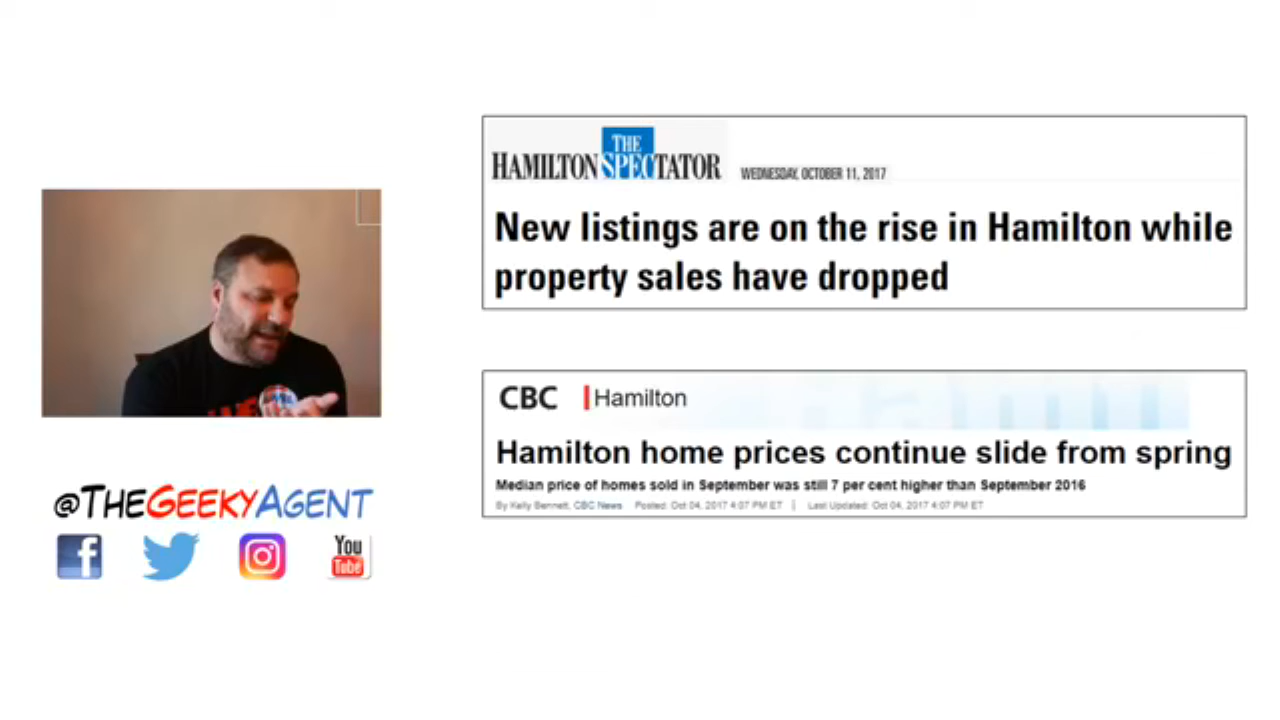 THE
HAMILTON SPECTATOR
WEDNESDAY, OCTOBER 11, 2017
New listings are on the rise in Hamilton while
property sales have dropped
CBC | Hamilton
Hamilton home prices continue slide from spring
Median price of homes sold in September was still 7 per cent higher than September 2016
By Kelly Bennett, CBC News Posted: Oct 04, 2017 4:07 PM ET | Last Updated: Oct 04, 2017 4:07 PM ET
@THEGEEKYAGENT
f
You
Tube